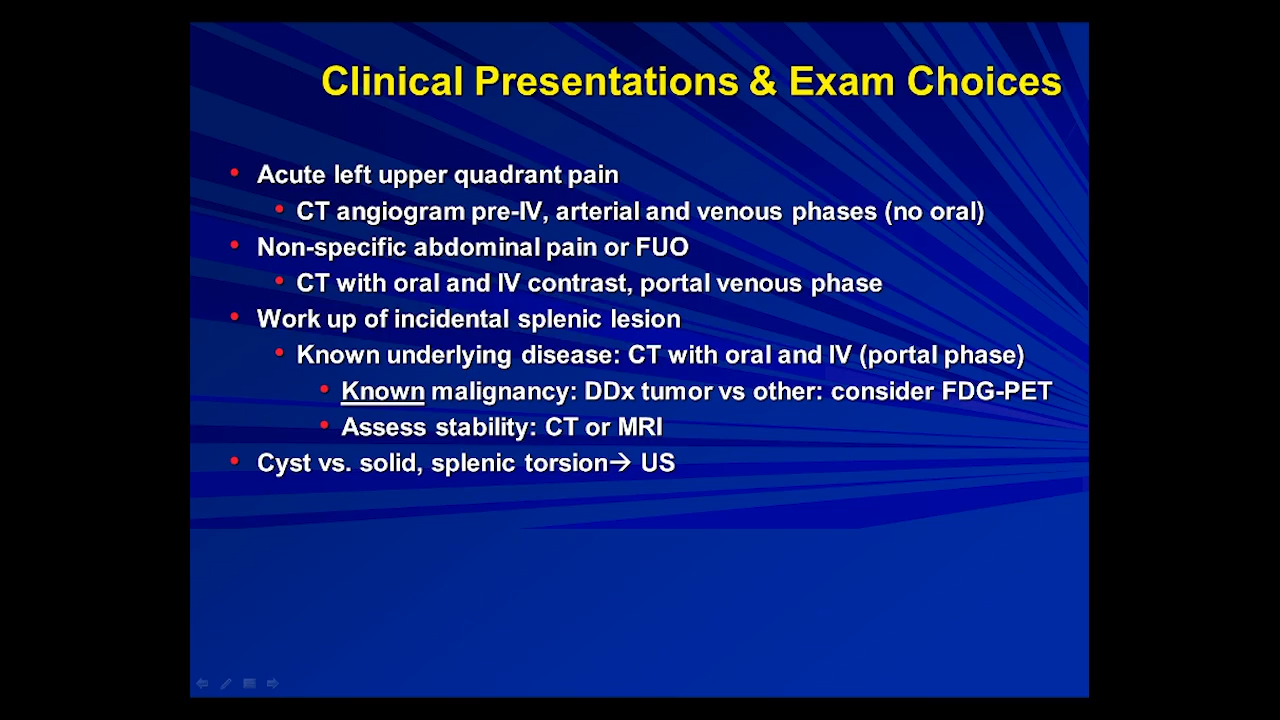 Clinical Presentations & Exam Choices
• Acute left upper quadrant pain
• CT angiogram pre-IV, arterial and venous phases (no oral)
• Non-specific abdominal pain or FUO
• CT with oral and IV contrast, portal venous phase
• Work up of incidental splenic lesion
• Known underlying disease: CT with oral and IV (portal phase)
• Known malignancy: DDx tumor vs other: consider FDG-PET
• Assess stability: CT or MRI
• Cyst vs. solid, splenic torsion→ US